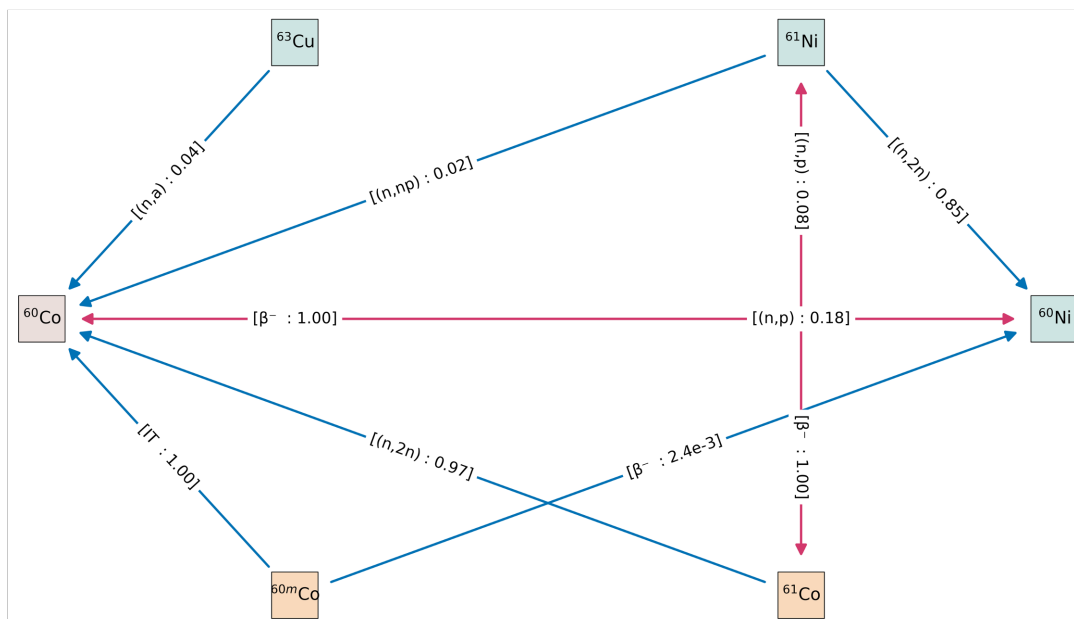 ⁶³Cu
⁶¹Ni
[(n,a) : 0.04]
[(n,np) : 0.02]
[(n,p) : 0.08]
[(n,2n) : 0.85]
⁶⁰Co
[β⁻ : 1.00]
[(n,p) : 0.18]
⁶⁰Ni
[IT : 1.00]
[(n,2n) : 0.97]
[β⁻ : 2.4e-3]
[β⁻ : 1.00]
⁶⁰ᵐCo
⁶¹Co